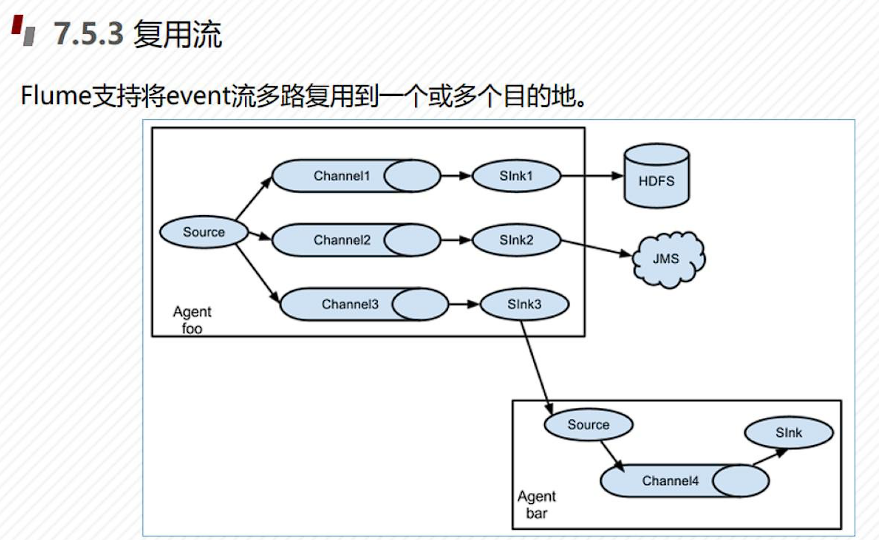 7.5.3 复用流
Flume支持将event流多路复用到一个或多个目的地。
Channel1
SInk1
HDFS
Source
Channel2
SInk2
JMS
Channel3
SInk3
Agent
foo
Source
SInk
Channel4
Agent
bar